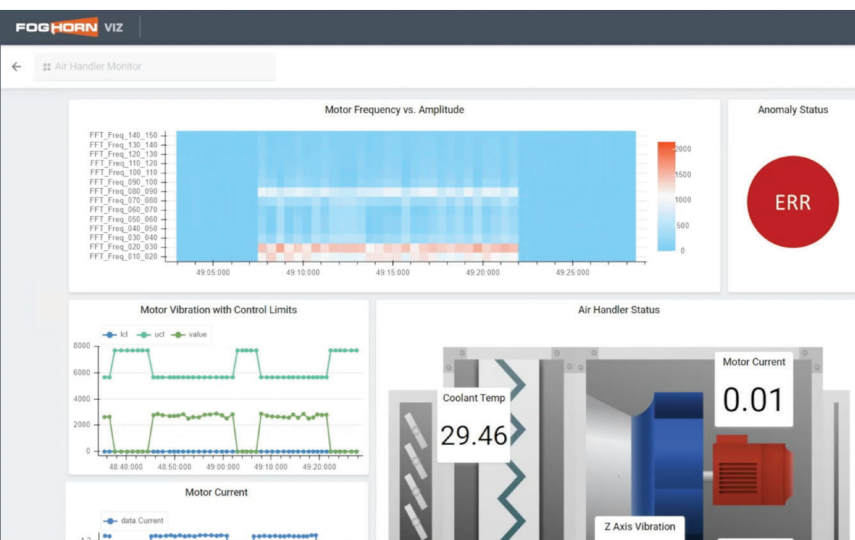 FOGHORN VIZ
Air Handler Monitor
Motor Frequency vs. Amplitude
FFT_Freq_140_150
FFT_Freq_130_140
FFT_Freq_120_130
FFT_Freq_110_120
FFT_Freq_100_110
FFT_Freq_090_100
FFT_Freq_080_090
FFT_Freq_070_080
FFT_Freq_060_070
FFT_Freq_050_060
FFT_Freq_040_050
FFT_Freq_030_040
FFT_Freq_020_030
FFT_Freq_010_020
49:05:000
49:10:000
49:15:000
49:20:000
49:25:000
2000
1500
1000
500
0
Anomaly Status
ERR
Motor Vibration with Control Limits
lcl
ucl
value
8000
6000
4000
2000
0
48:40:000
48:50:000
49:00:000
49:10:000
49:20:000
Motor Current
data.Current
1.2
Air Handler Status
Coolant Temp
29.46
Motor Current
0.01
Z Axis Vibration